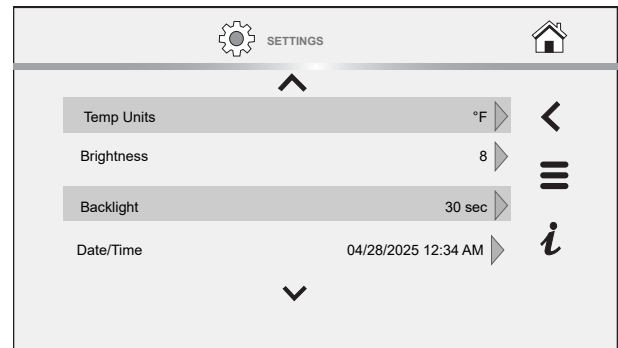 SETTINGS
Temp Units °F
Brightness 8
Backlight 30 sec
Date/Time 04/28/2025 12:34 AM
i